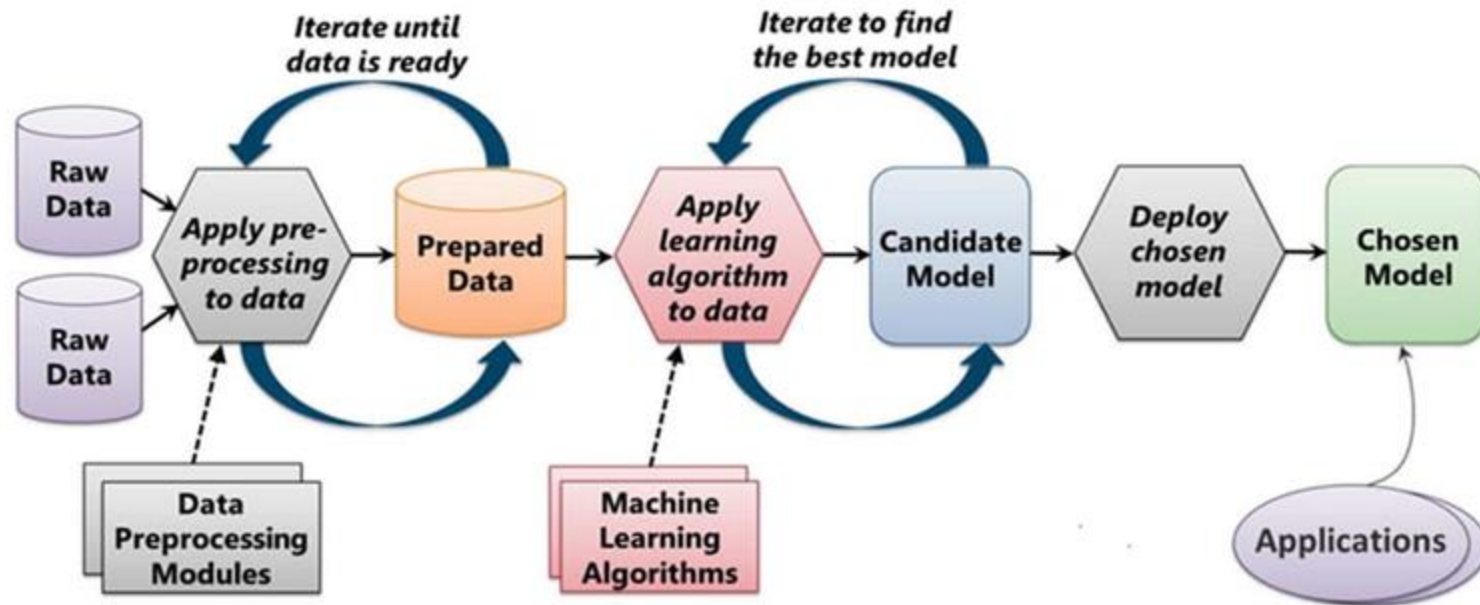 Iterate until
data is ready
Iterate to find
the best model
Raw
Data
Raw
Data
Apply pre-
processing
to data
Prepared
Data
Apply
learning
algorithm
to data
Candidate
Model
Deploy
chosen
model
Chosen
Model
Data
Preprocessing
Modules
Machine
Learning
Algorithms
Applications